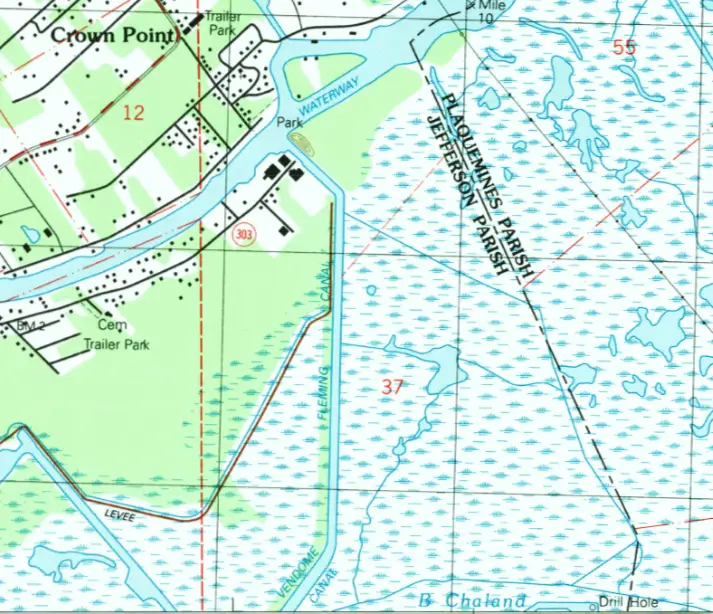 Mile
10
Trailer
Park
Crown Point
55
WATERWAY
12
Park
PLAQUEMINES PARISH
JEFFERSON PARISH
303
CANAL
BM 2
Cem
Trailer Park
37
FLEMING
LEVEE
VENDOME
CANAL
B Chaland
Drill Hole